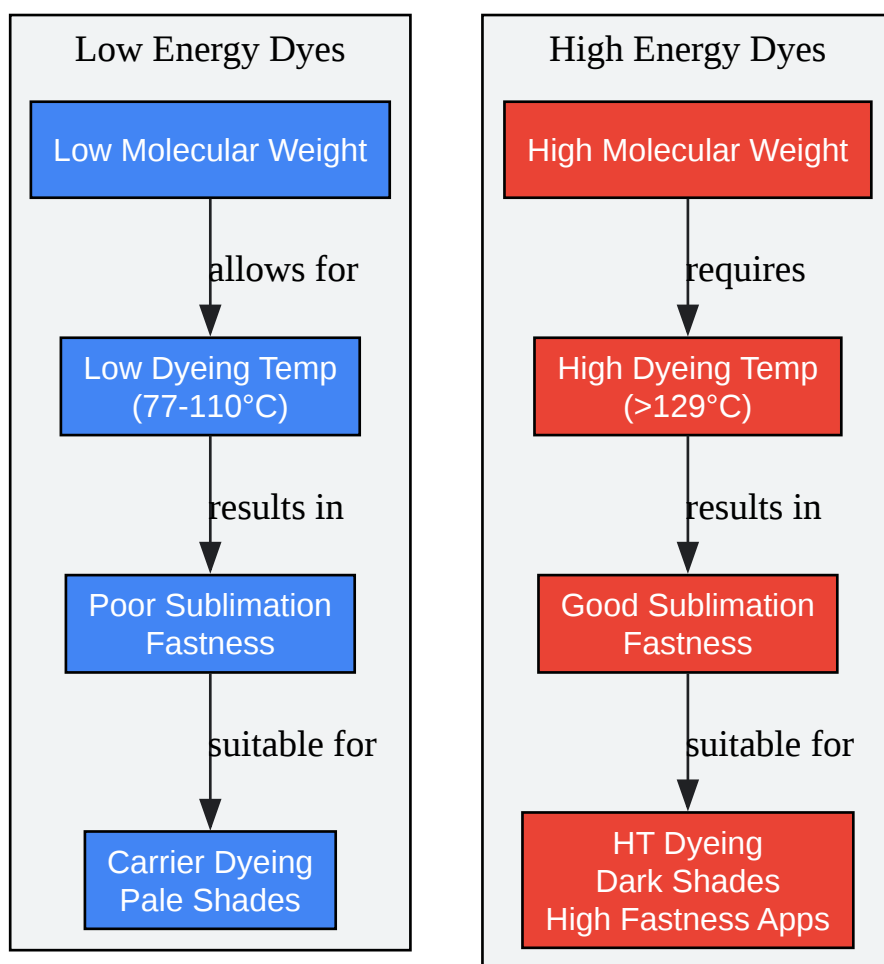 Low Energy Dyes
Low Molecular Weight
allows for
Low Dyeing Temp
(77-110°C)
results in
Poor Sublimation
Fastness
suitable for
Carrier Dyeing
Pale Shades
High Energy Dyes
High Molecular Weight
requires
High Dyeing Temp
(>129°C)
results in
Good Sublimation
Fastness
suitable for
HT Dyeing
Dark Shades
High Fastness Apps